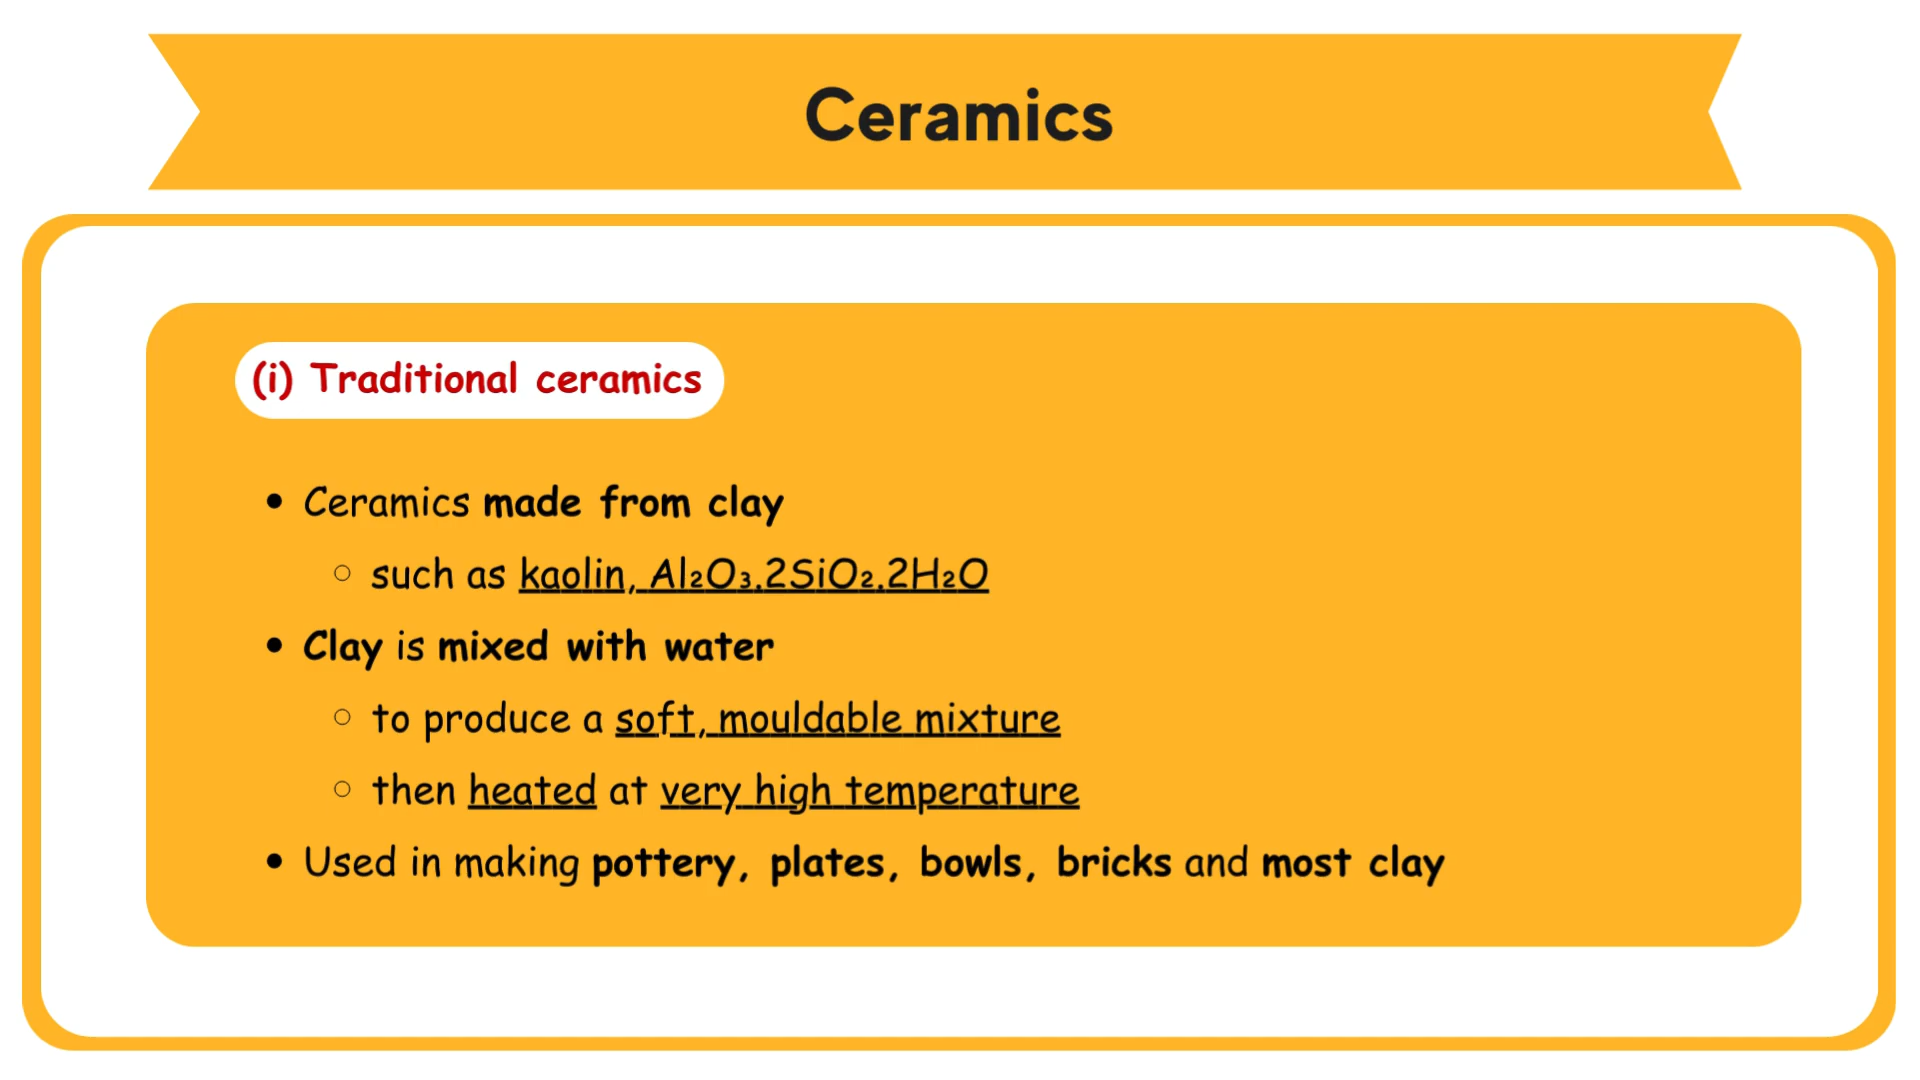 Ceramics
(i) Traditional ceramics
• Ceramics made from clay
○ such as kaolin, Al₂O₃.2SiO₂.2H₂O
• Clay is mixed with water
○ to produce a soft, mouldable mixture
○ then heated at very high temperature
• Used in making pottery, plates, bowls, bricks and most clay